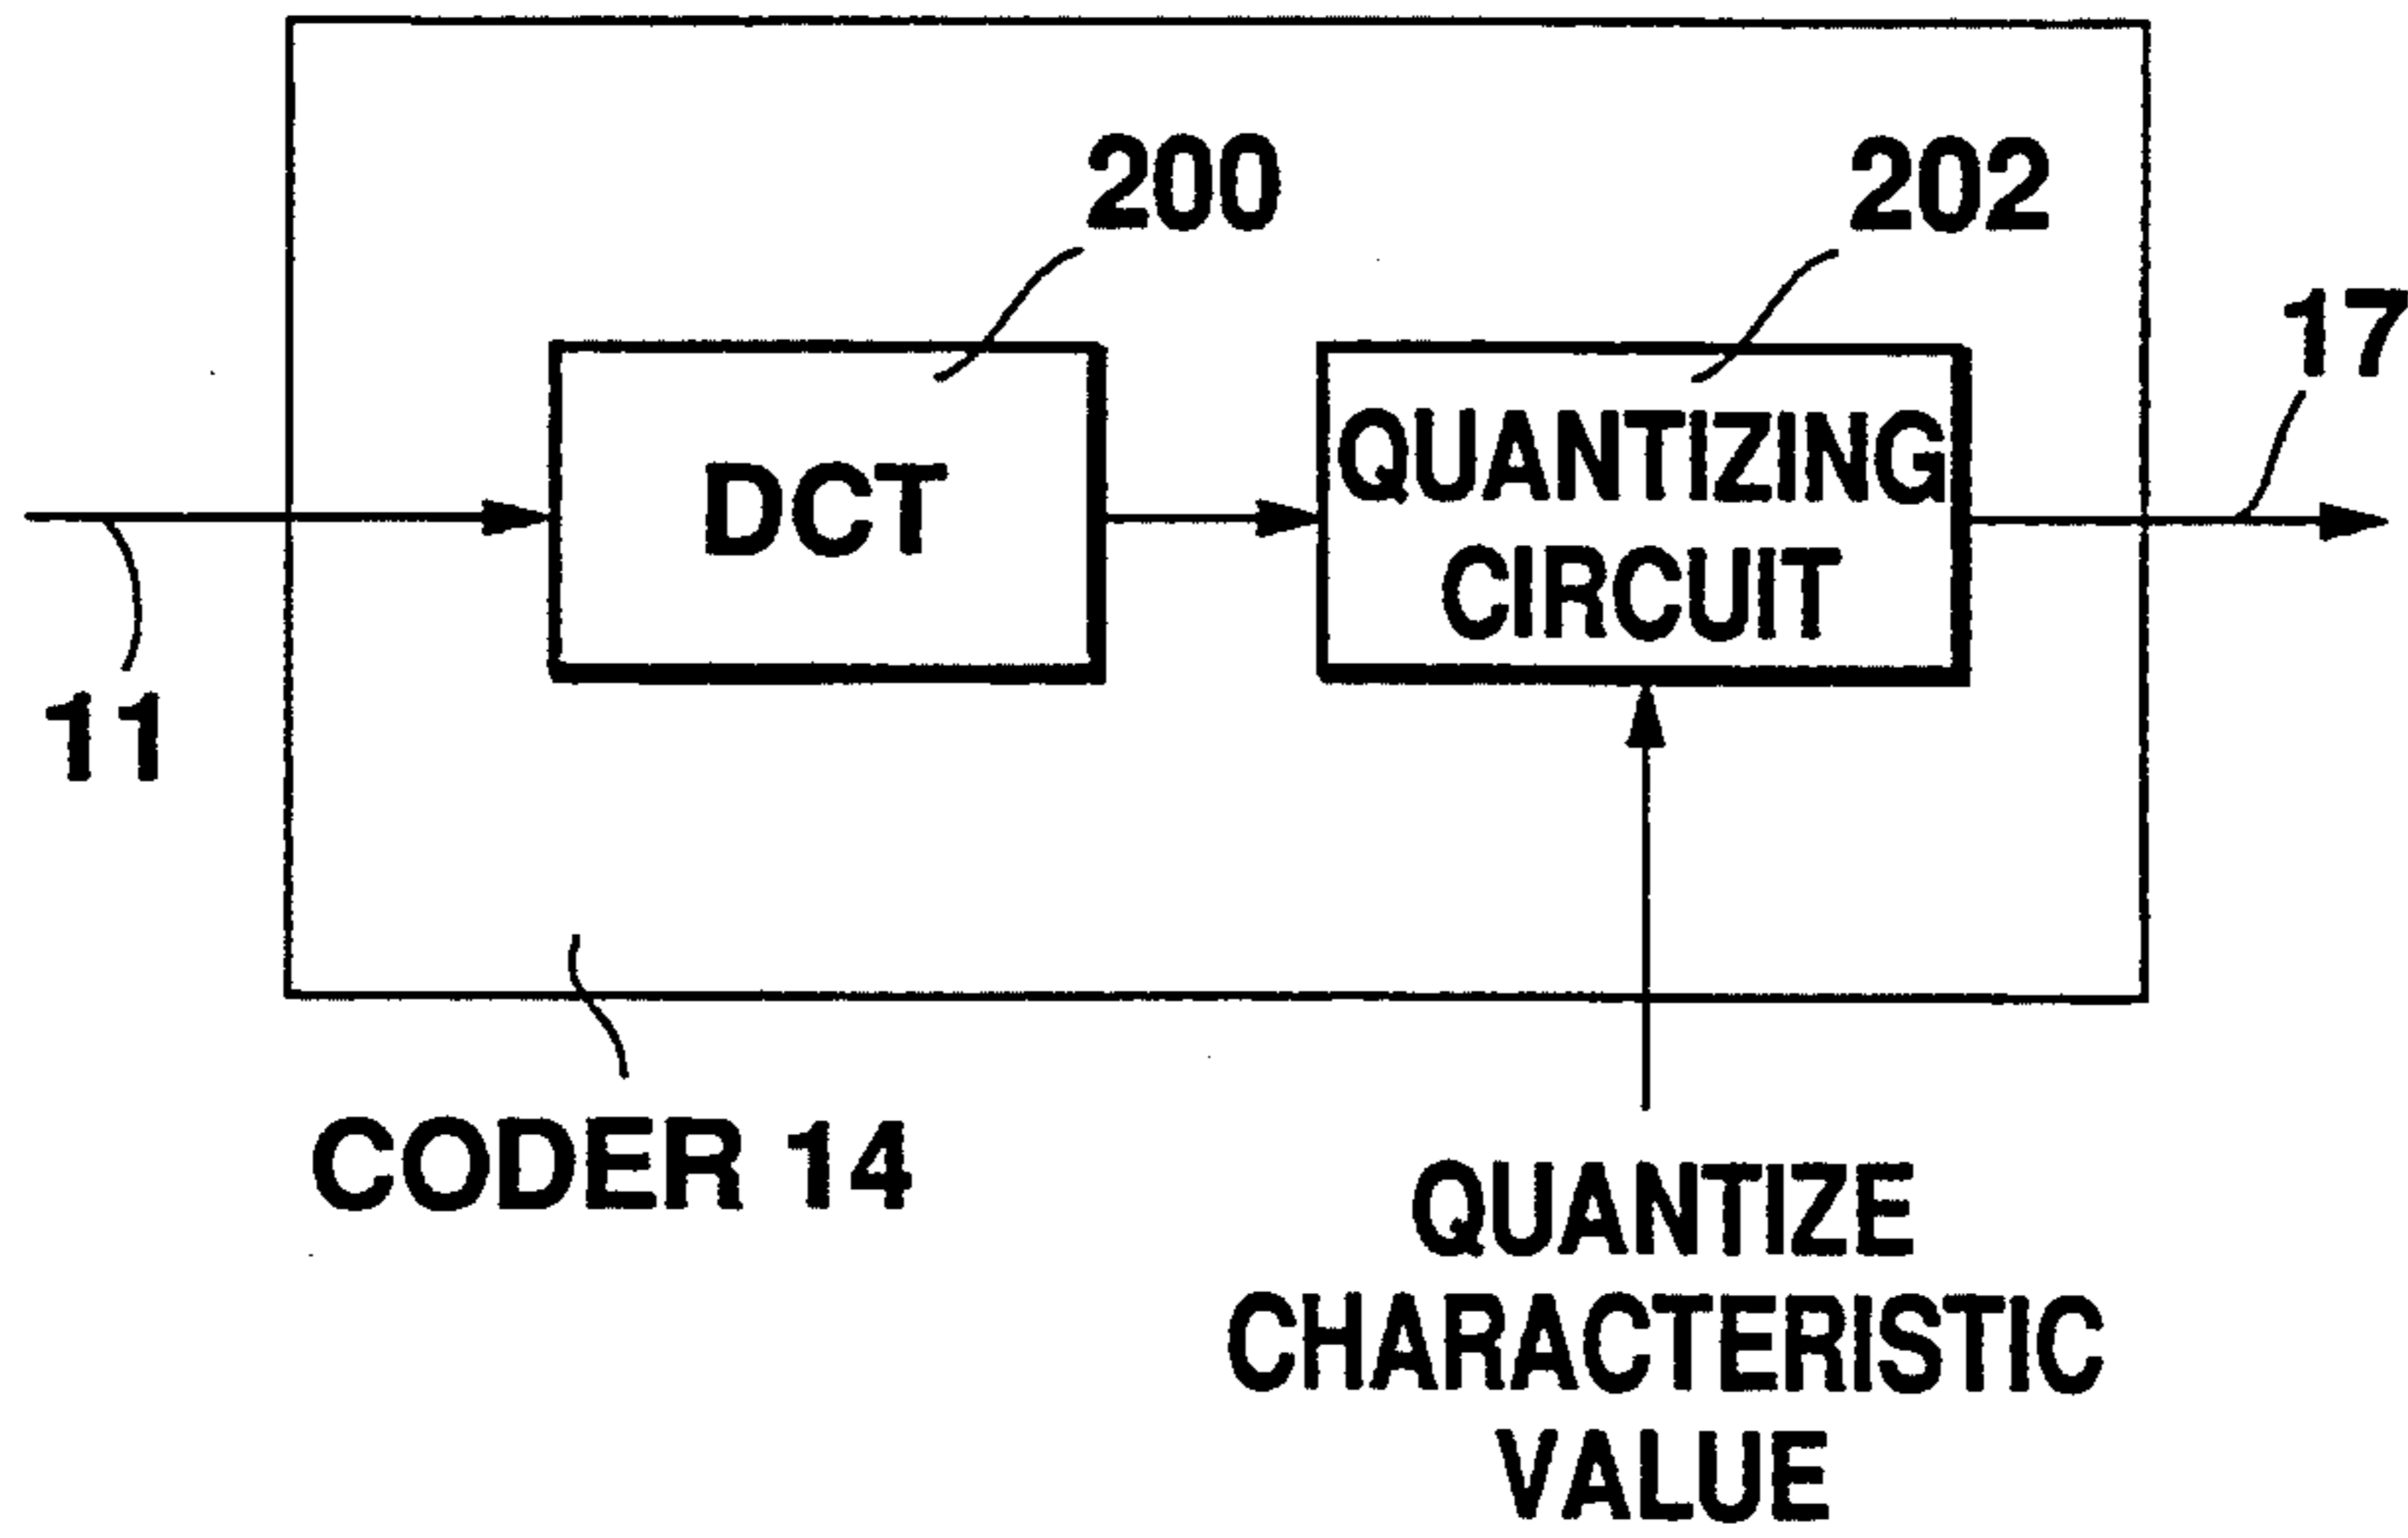 200
202
17
DCT
QUANTIZING
CIRCUIT
11
CODER 14
QUANTIZE
CHARACTERISTIC
VALUE